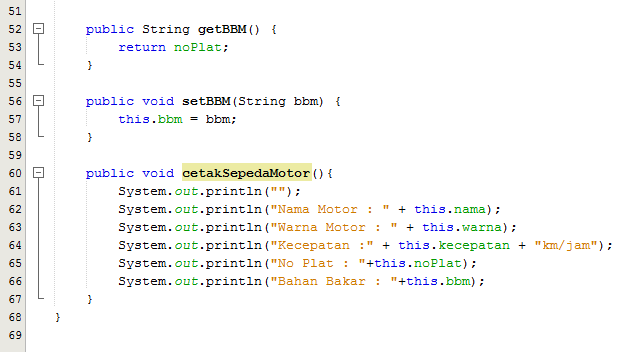 51
52 public String getBBM() {
53 return noPlat;
54 }
55
56 public void setBBM(String bbm) {
57 this.bbm = bbm;
58 }
59
60 public void cetakSepedaMotor(){
61 System.out.println("");
62 System.out.println("Nama Motor : " + this.nama);
63 System.out.println("Warna Motor : " + this.warna);
64 System.out.println("Kecepatan :" + this.kecepatan + "km/jam");
65 System.out.println("No Plat : "+this.noPlat);
66 System.out.println("Bahan Bakar : "+this.bbm);
67 }
68 }
69